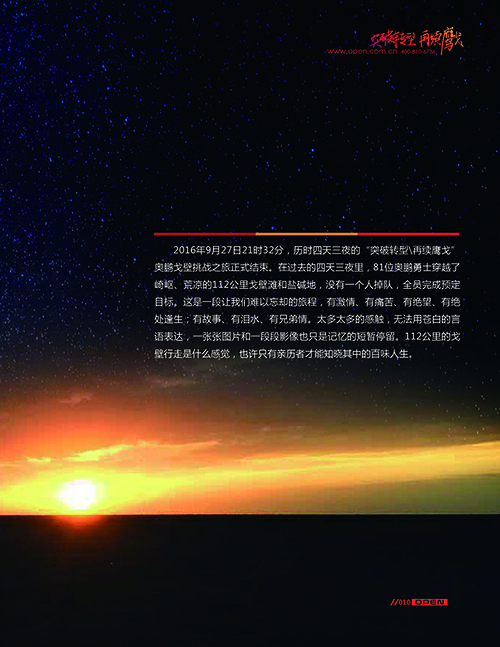 突破转型 再续鹰戈
www.open.com.cn
2016年9月27日21时32分，历时四天三夜的“突破转型\再续鹰戈”
奥鹏戈壁挑战之旅正式结束。在过去的四天三夜里，81位奥鹏勇士穿越了
崎岖、荒凉的112公里戈壁滩和盐碱地，没有一个人掉队，全员完成预定
目标。这是一段让我们难以忘却的旅程，有激情、有痛苦、有绝望、有绝
处逢生；有故事、有泪水、有兄弟情。太多太多的感触，无法用苍白的言
语表达，一张张图片和一段段影像也只是记忆的短暂停留。112公里的戈
壁行走是什么感觉，也许只有亲历者才能知晓其中的百味人生。
//010 OPEN